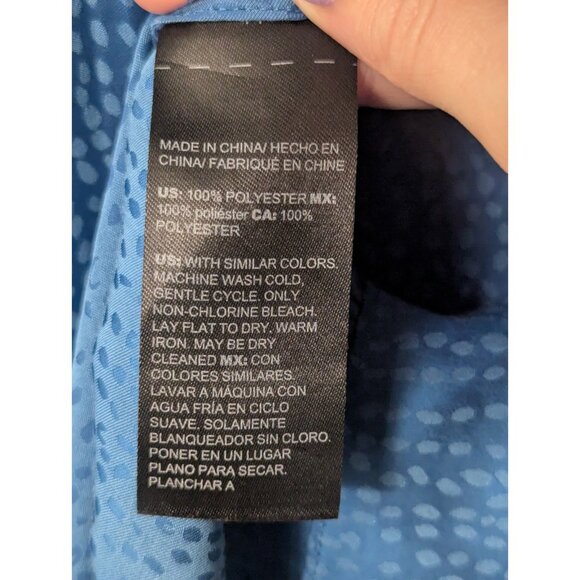 MADE IN CHINA/ HECHO EN
CHINA/ FABRIQUÉ EN CHINE
US: 100% POLYESTER MX:
100% poliéster CA: 100%
POLYESTER
US: WITH SIMILAR COLORS.
MACHINE WASH COLD,
GENTLE CYCLE. ONLY
NON-CHLORINE BLEACH.
LAY FLAT TO DRY. WARM
IRON. MAY BE DRY
CLEANED MX: CON
COLORES SIMILARES.
LAVAR A MÁQUINA CON
AGUA FRÍA EN CICLO
SUAVE. SOLAMENTE
BLANQUEADOR SIN CLORO.
PONER EN UN LUGAR
PLANO PARA SECAR.
PLANCHAR A